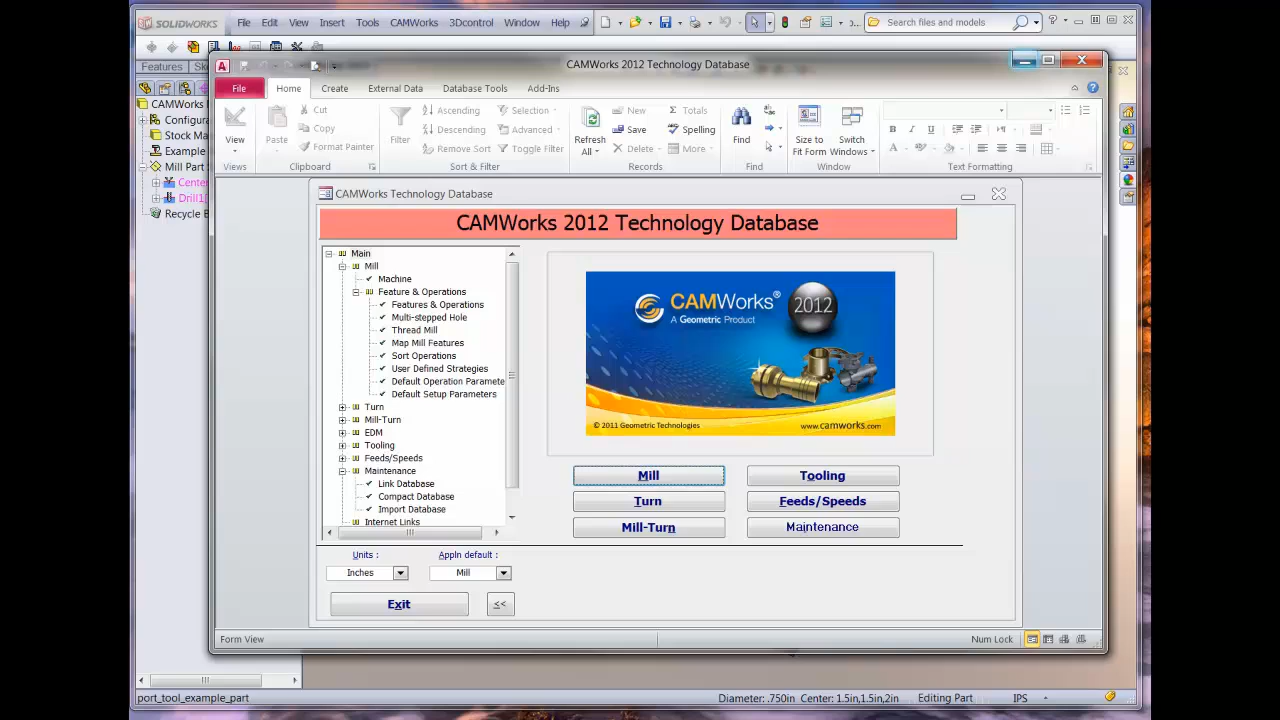 SOLIDWORKS File Edit View Insert Tools CAMWorks 3Dcontrol Window Help Search files and models
CAMWorks 2012 Technology Database
File Home Create External Data Database Tools Add-Ins
View
Views
Paste
Cut
Copy
Format Painter
Clipboard
Filter
Ascending
Descending
Remove Sort
Selection
Advanced
Toggle Filter
Sort & Filter
Refresh
All
New
Save
Delete
Totals
Spelling
More
Records
Find
Find
Size to
Fit Form
Switch
Windows
Window
B I U
A
Text Formatting
Features
CAMWorks
Configura
Stock Ma
Example
Mill Part S
Center
Drill1[
Recycle B
CAMWorks Technology Database
CAMWorks 2012 Technology Database
Main
Mill
Machine
Feature & Operations
Features & Operations
Multi-stepped Hole
Thread Mill
Map Mill Features
Sort Operations
User Defined Strategies
Default Operation Paramete
Default Setup Parameters
Turn
Mill-Turn
EDM
Tooling
Feeds/Speeds
Maintenance
Link Database
Compact Database
Import Database
Internet Links
CAMWorks® 2012
A Geometric Product
© 2011 Geometric Technologies www.camworks.com
Mill Tooling
Turn Feeds/Speeds
Mill-Turn Maintenance
Units : Appln default :
Inches Mill
Exit <<
Form View Num Lock
port_tool_example_part Diameter: .750in Center: 1.5in,1.5in,2in Editing Part IPS